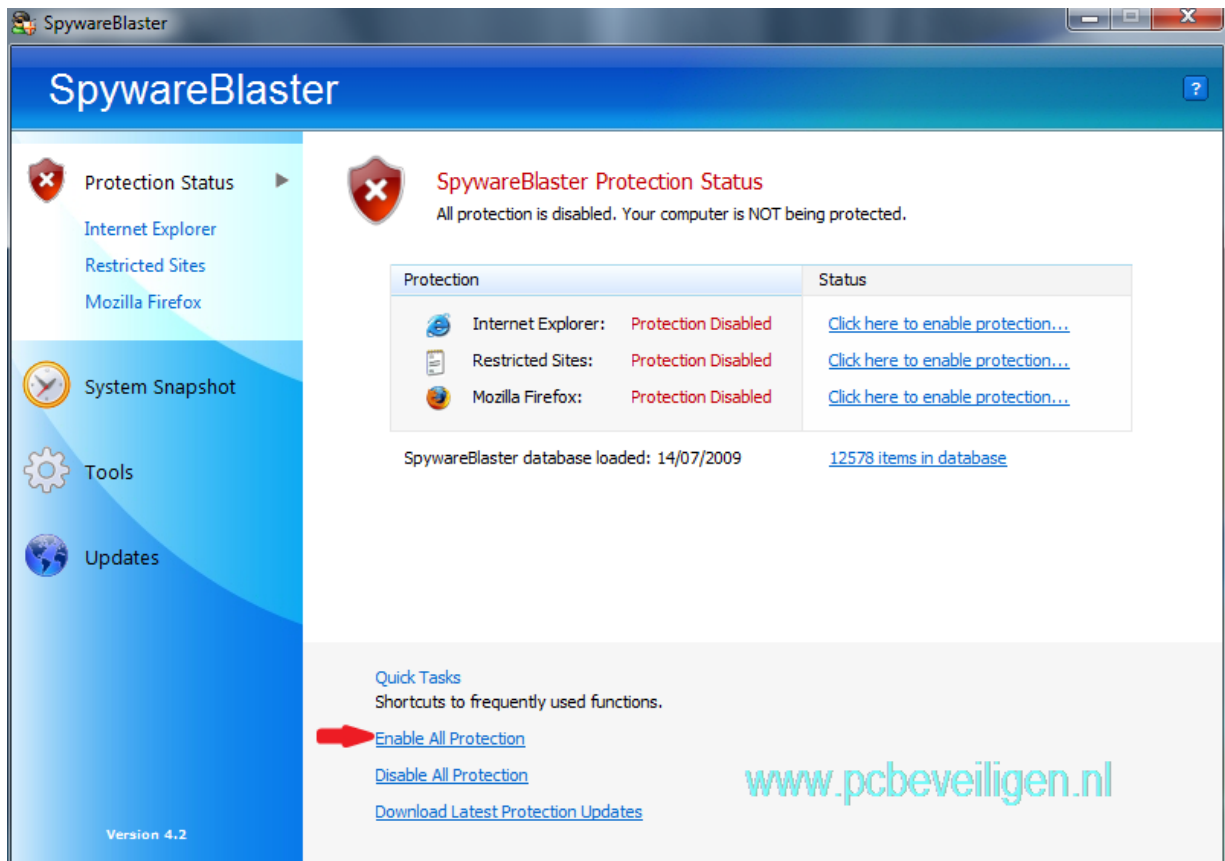 SpywareBlaster
SpywareBlaster
Protection Status
Internet Explorer
Restricted Sites
Mozilla Firefox
System Snapshot
Tools
Updates
Version 4.2
SpywareBlaster Protection Status
All protection is disabled. Your computer is NOT being protected.
Protection Status
Internet Explorer: Protection Disabled Click here to enable protection...
Restricted Sites: Protection Disabled Click here to enable protection...
Mozilla Firefox: Protection Disabled Click here to enable protection...
SpywareBlaster database loaded: 14/07/2009 12578 items in database
Quick Tasks
Shortcuts to frequently used functions.
Enable All Protection
Disable All Protection
Download Latest Protection Updates
www.pcbeveiligen.nl